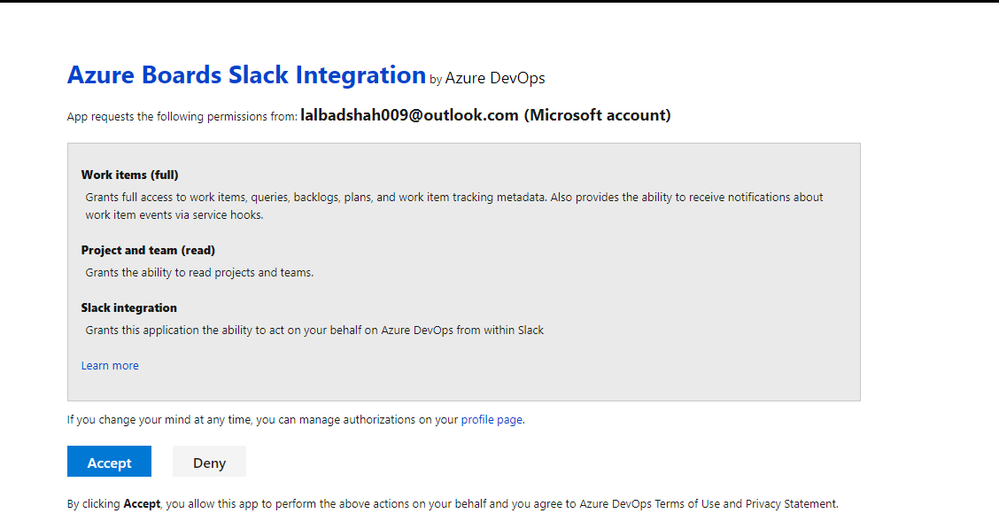 Azure Boards Slack Integration by Azure DevOps
App requests the following permissions from: lalbadshah009@outlook.com (Microsoft account)
Work items (full)
Grants full access to work items, queries, backlogs, plans, and work item tracking metadata. Also provides the ability to receive notifications about
work item events via service hooks.
Project and team (read)
Grants the ability to read projects and teams.
Slack integration
Grants this application the ability to act on your behalf on Azure DevOps from within Slack
Learn more
If you change your mind at any time, you can manage authorizations on your profile page.
Accept Deny
By clicking Accept, you allow this app to perform the above actions on your behalf and you agree to Azure DevOps Terms of Use and Privacy Statement.